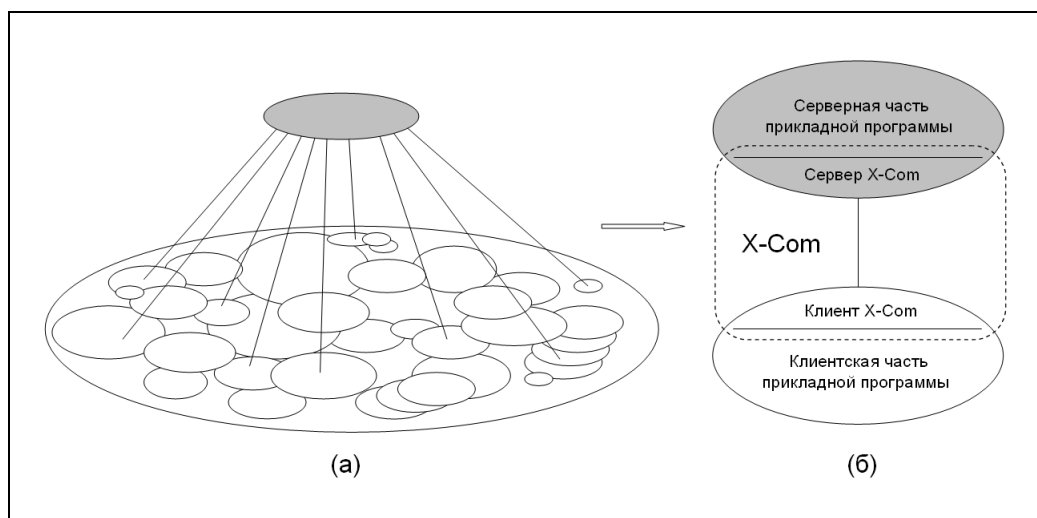 Серверная часть
прикладной программы
Сервер X-Com
X-Com
Клиент X-Com
Клиентская часть
прикладной программы
(а)
(б)